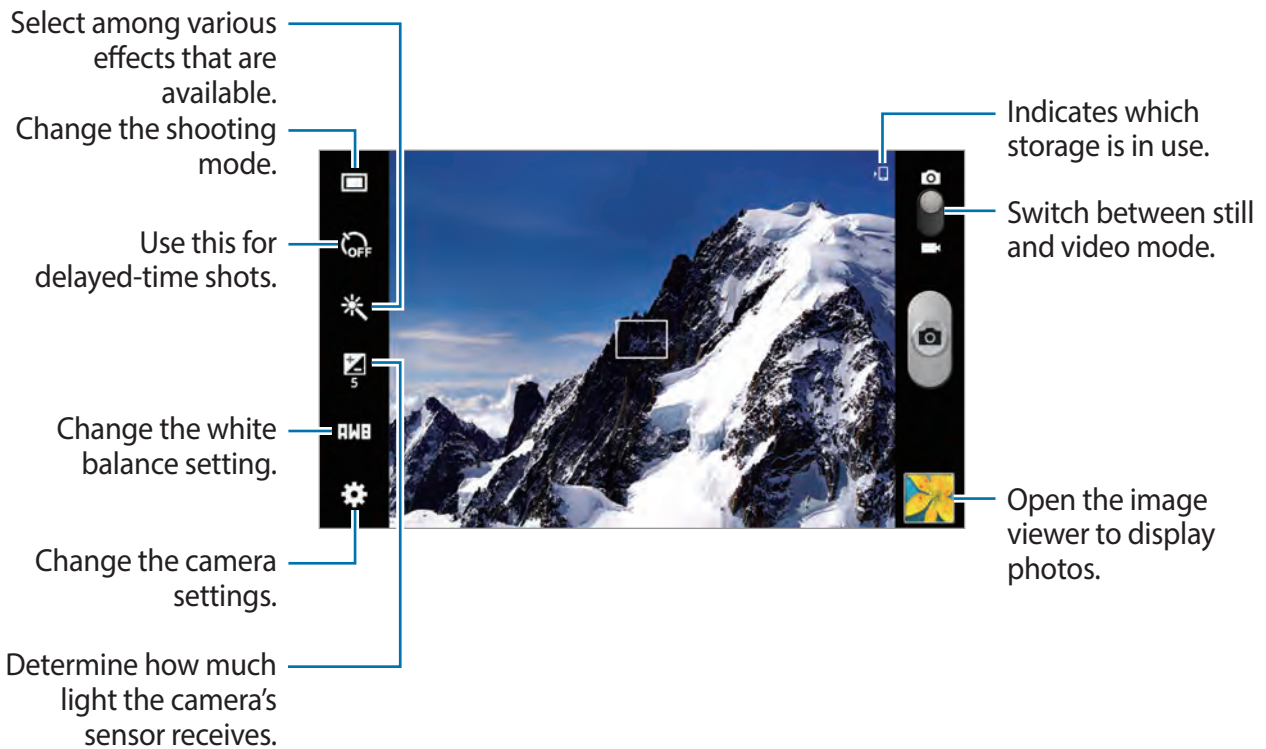 Select among various
effects that are
available.
Change the shooting
mode.
Use this for
delayed-time shots.
Change the white
balance setting.
Change the camera
settings.
Determine how much
light the camera’s
sensor receives.
OFF
5
AWB
Indicates which
storage is in use.
Switch between still
and video mode.
Open the image
viewer to display
photos.